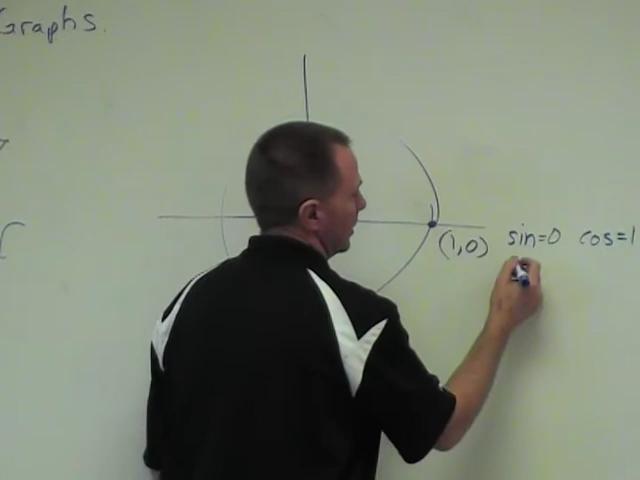 Graphs.
(1,0) sin=0 cos=1